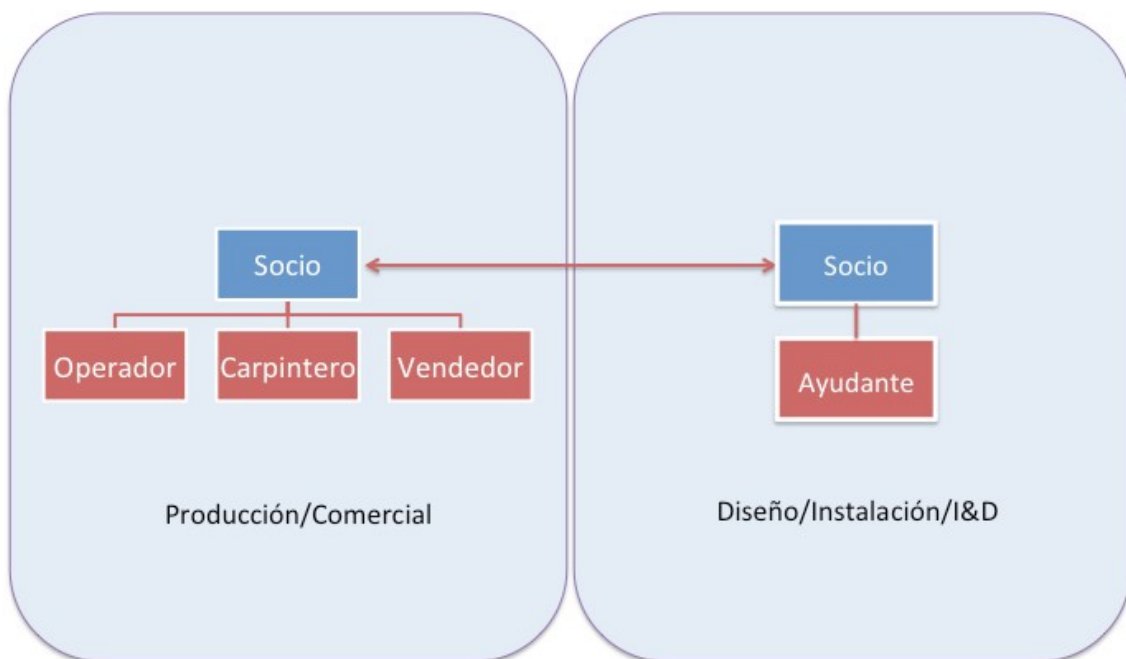 Socio
Operador
Carpintero
Vendedor
Producción/Comercial
Socio
Ayudante
Diseño/Instalación/I&D